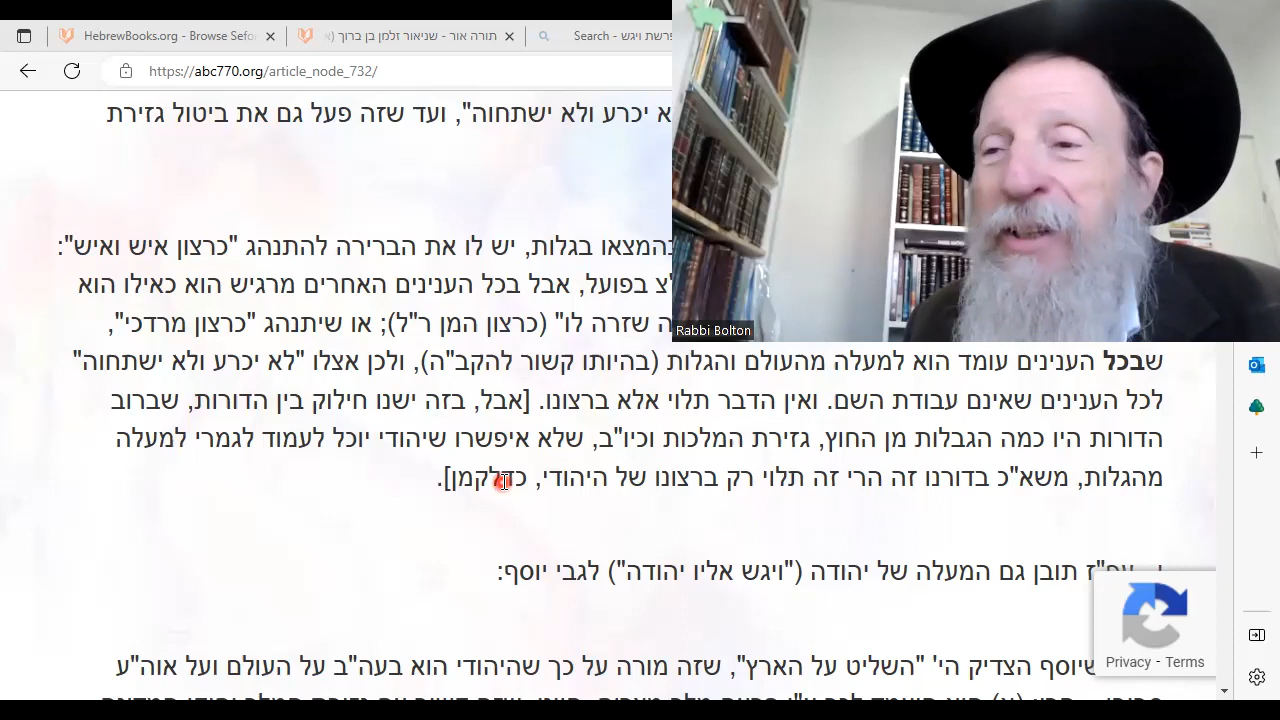 HebrewBooks.org - Browse Sefo
תורה אור - שניאור זלמן בן ברוך (א
Search - פרשת ויגש
https://abc770.org/article_node_732/
יכרע ולא ישתחוה", ועד שזה פעל גם את ביטול גזירת
בהמצאו בגלות, יש לו את הברירה להתנהג "כרצון איש ואיש":
בפועל, אבל בכל הענינים האחרים מרגיש הוא כאילו הוא
שזרה לו" (כרצון המן ר"ל); או שיתנהג "כרצון מרדכי",
שבכל הענינים עומד הוא למעלה מהעולם והגלות (בהיותו קשור להקב"ה), ולכן אצלו "לא יכרע ולא ישתחוה"
לכל הענינים שאינם עבודת השם. ואין הדבר תלוי אלא ברצונו. [אבל, בזה ישנו חילוק בין הדורות, שברוב
הדורות היו כמה הגבלות מן החוץ, גזירת המלכות וכיו"ב, שלא איפשרו שיהודי יוכל לעמוד לגמרי למעלה
מהגלות, משא"כ בדורנו זה הרי זה תלוי רק ברצונו של היהודי, כדלקמן].
תובן גם המעלה של יהודה ("ויגש אליו יהודה") לגבי יוסף:
שיוסף הצדיק הי' "השליט על הארץ", שזה מורה על כך שהיהודי הוא בעה"ב על העולם ועל אוה"ע
Rabbi Bolton
Privacy - Terms